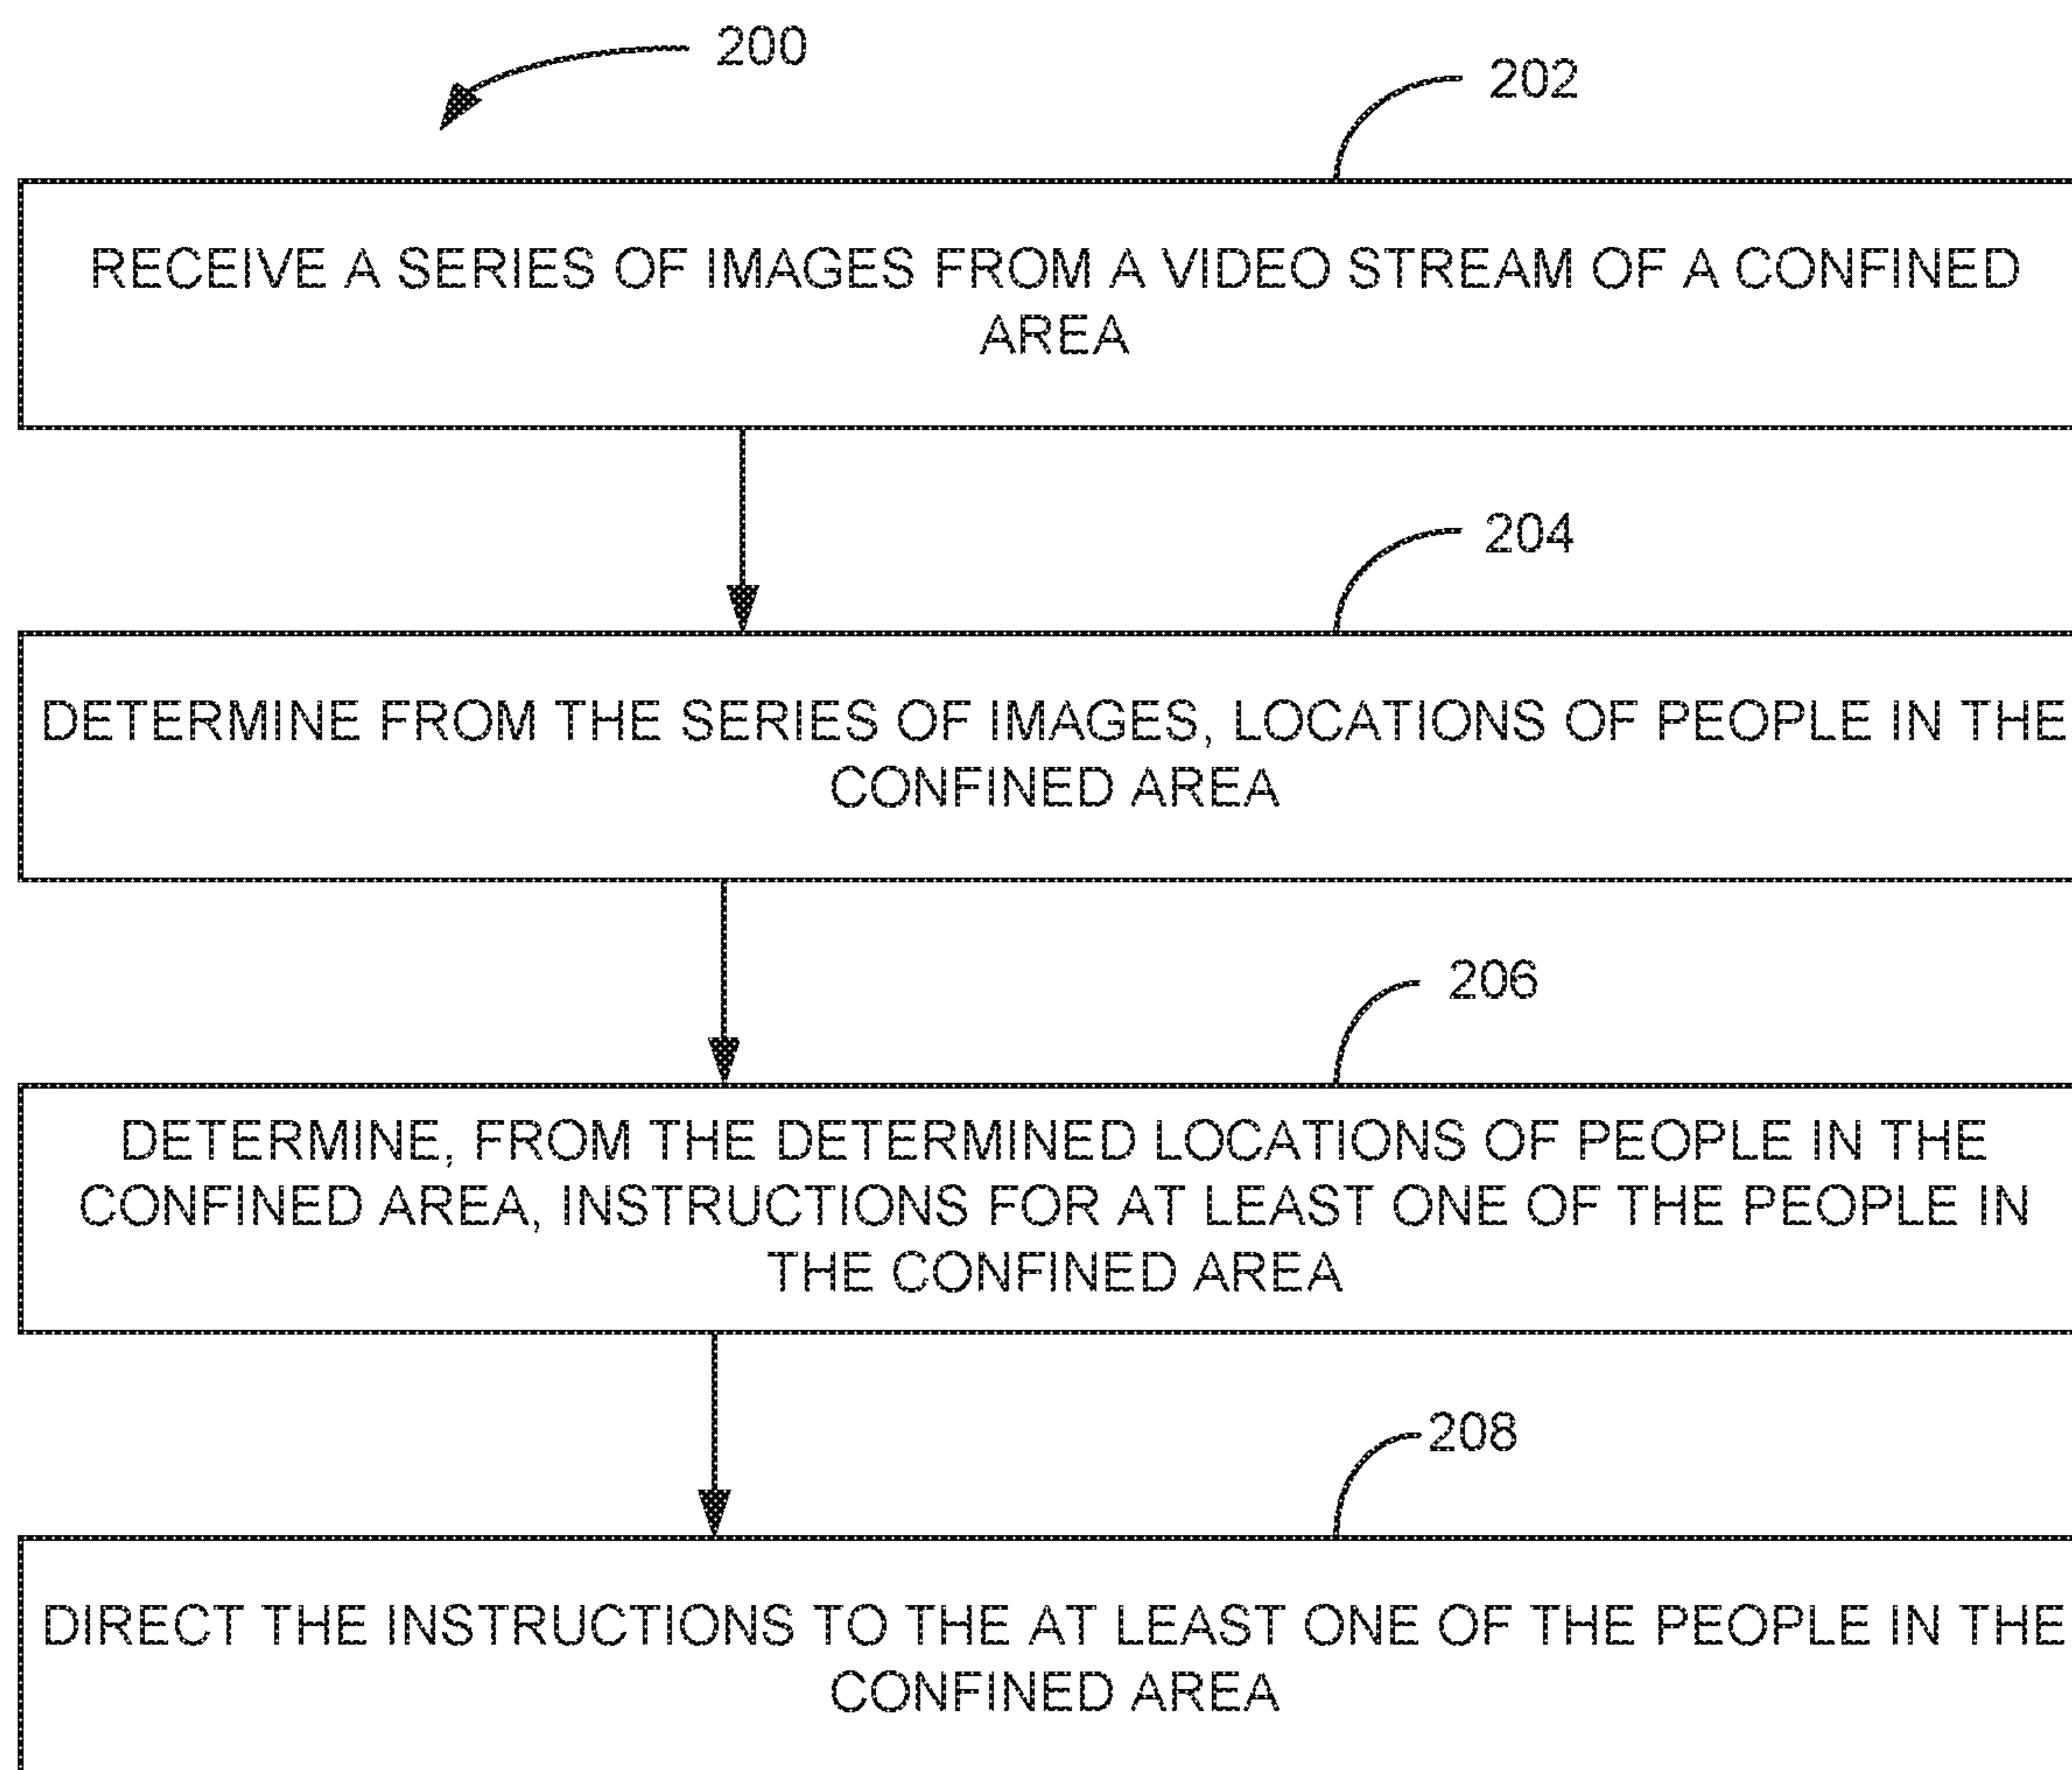 200
202
RECEIVE A SERIES OF IMAGES FROM A VIDEO STREAM OF A CONFINED
AREA
204
DETERMINE FROM THE SERIES OF IMAGES, LOCATIONS OF PEOPLE IN THE
CONFINED AREA
206
DETERMINE, FROM THE DETERMINED LOCATIONS OF PEOPLE IN THE
CONFINED AREA, INSTRUCTIONS FOR AT LEAST ONE OF THE PEOPLE IN
THE CONFINED AREA
208
DIRECT THE INSTRUCTIONS TO THE AT LEAST ONE OF THE PEOPLE IN THE
CONFINED AREA